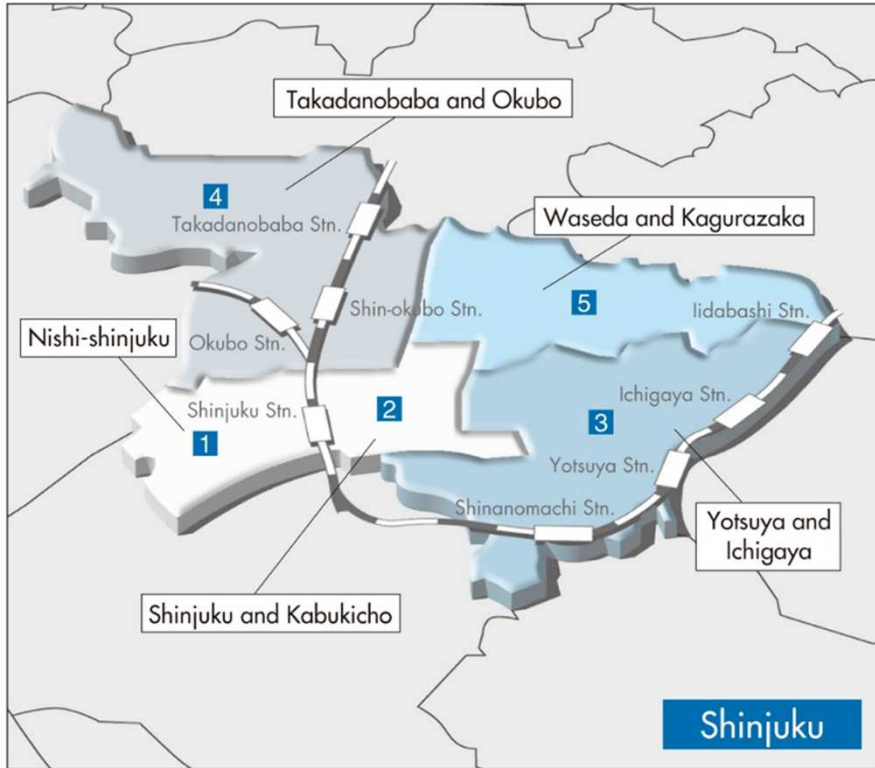 Takadanobaba and Okubo
4
Takadanobaba Stn.
Waseda and Kagurazaka
5
Shin-okubo Stn.
Iidabashi Stn.
Nishi-shinjuku
Okubo Stn.
Shinjuku Stn.
1
2
3
Ichigaya Stn.
Yotsuya Stn.
Shinanomachi Stn.
Yotsuya and
Ichigaya
Shinjuku and Kabukicho
Shinjuku